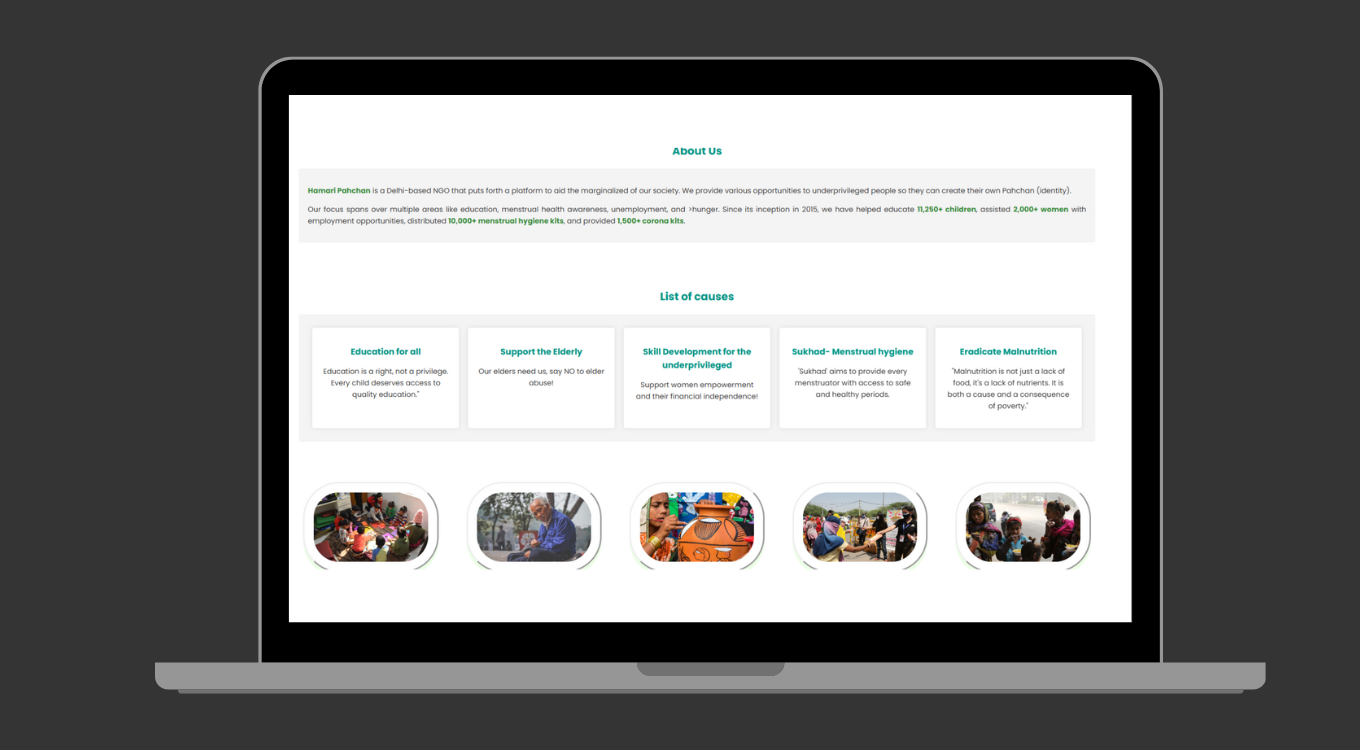 About Us
Hamari Pahchan is a Delhi-based NGO that puts forth a platform to aid the marginalized of our society. We provide various opportunities to underprivileged people so they can create their own Pahchan (identity).
Our focus spans over multiple areas like education, menstrual health awareness, unemployment, and >hunger. Since its inception in 2015, we have helped educate 11,250+ children, assisted 2,000+ women with
employment opportunities, distributed 10,000+ menstrual hygiene kits, and provided 1,500+ corona kits.
List of causes
Education for all
Education is a right, not a privilege.
Every child deserves access to
quality education."
Support the Elderly
Our elders need us, say NO to elder
abuse!
Skill Development for the
underprivileged
Support women empowerment
and their financial independence!
Sukhad- Menstrual hygiene
'Sukhad' aims to provide every
menstruator with access to safe
and healthy periods.
Eradicate Malnutrition
"Malnutrition is not just a lack of
food, it's a lack of nutrients. It is
both a cause and a consequence
of poverty."